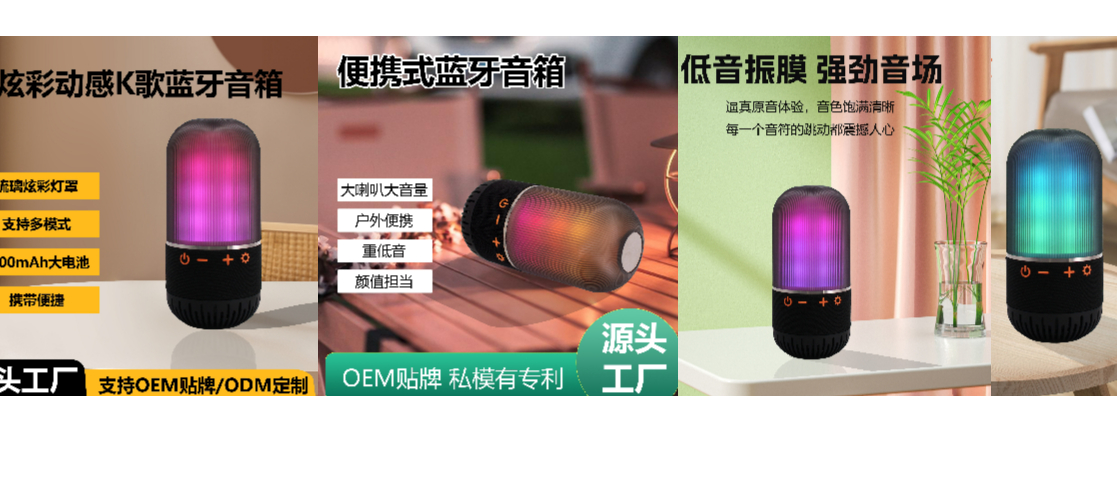 炫彩动感K歌蓝牙音箱
琉璃炫彩灯罩
支持多模式
00mAh大电池
携带便捷
头工厂
支持OEM贴牌/ODM定制
便携式蓝牙音箱
大喇叭大音量
户外便携
重低音
颜值担当
OEM贴牌 私模有专利
源头
工厂
低音振膜 强劲音场
逼真原音体验，音色饱满清晰
每一个音符的跳动都震撼人心